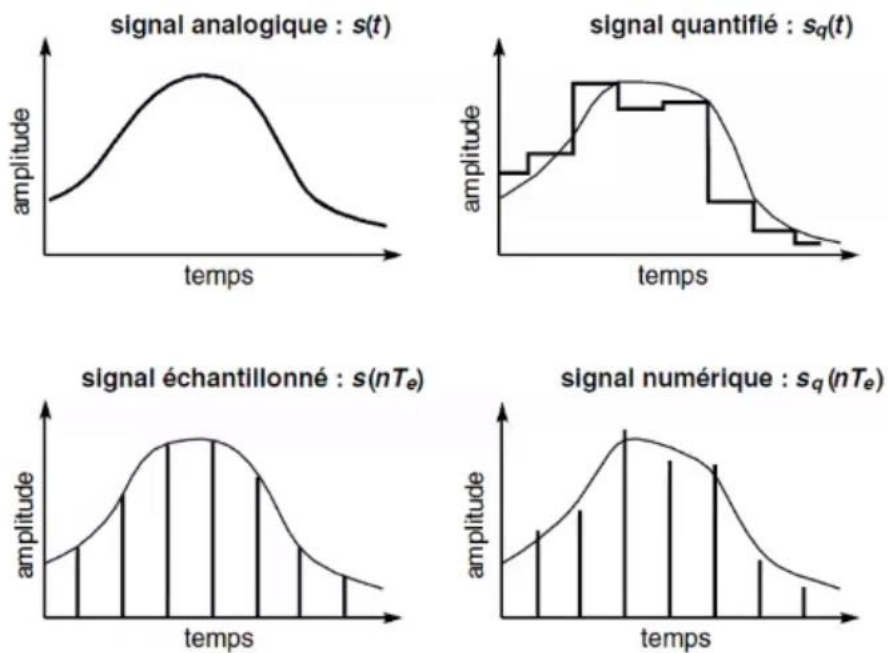 signal analogique : s(t)
amplitude
temps
signal quantifié : sq(t)
amplitude
temps
signal échantillonné : s(nTe)
amplitude
temps
signal numérique : sq(nTe)
amplitude
temps